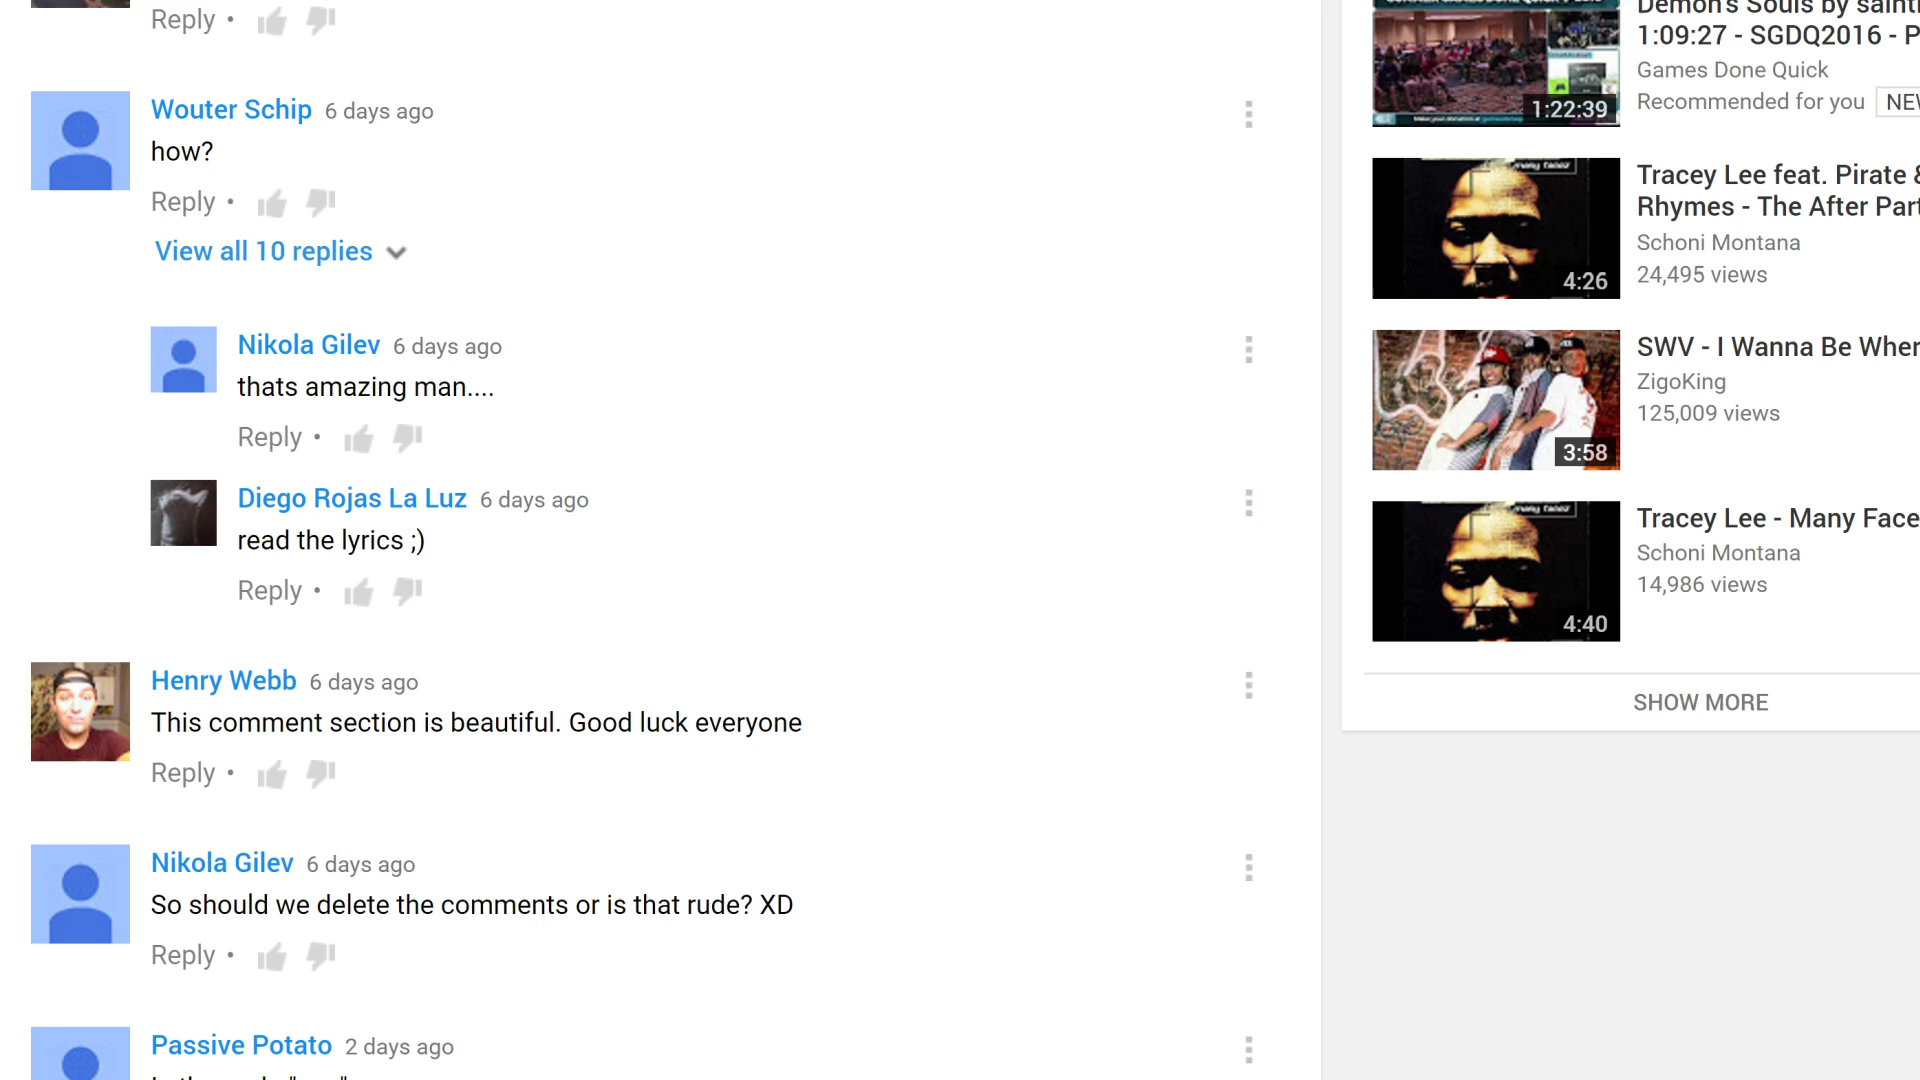 Reply •
Wouter Schip 6 days ago
how?
Reply •
View all 10 replies
Nikola Gilev 6 days ago
thats amazing man....
Reply •
Diego Rojas La Luz 6 days ago
read the lyrics ;)
Reply •
Henry Webb 6 days ago
This comment section is beautiful. Good luck everyone
Reply •
Nikola Gilev 6 days ago
So should we delete the comments or is that rude? XD
Reply •
Passive Potato 2 days ago
Demon's Souls by
1:09:27 - SGDQ2016 - P
Games Done Quick
Recommended for you
1:22:39
Tracey Lee feat. Pirate &
Rhymes - The After Part
Schoni Montana
24,495 views
4:26
SWV - I Wanna Be Wher
ZigoKing
125,009 views
3:58
Tracey Lee - Many Face
Schoni Montana
14,986 views
4:40
SHOW MORE